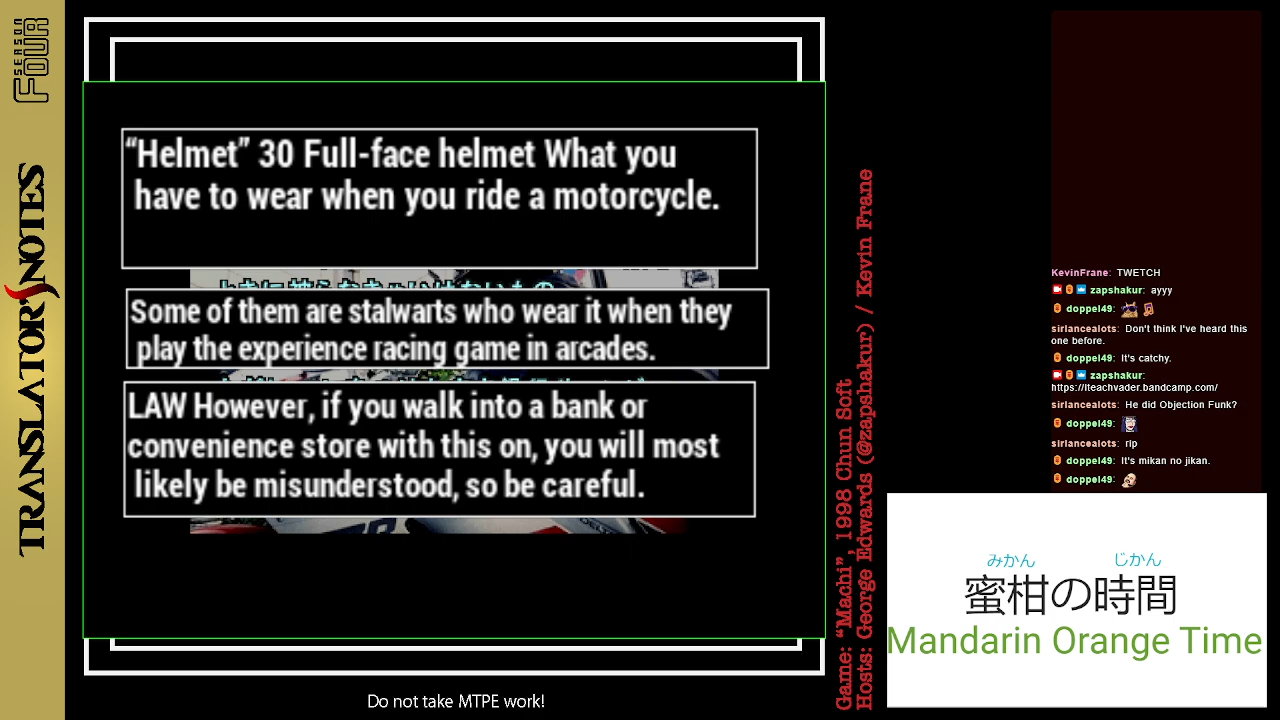 SEASON
FOUR
TRANSLATOR NOTES
“Helmet” 30 Full-face helmet What you
have to wear when you ride a motorcycle.
Some of them are stalwarts who wear it when they
play the experience racing game in arcades.
LaW However, if you walk into a bank or
convenience store with this on, you will most
likely be misunderstood, so be careful.
Do not take MTPE work!
Game: “Machi”, 1998 Chun Soft
Hosts: George Edwards (@zapshakur) / Kevin Frane
KevinFrane: TWETCH
zapshakur: ayyy
doppel49:
sirlancealots: Don't think I've heard this
one before.
doppel49: It's catchy.
zapshakur:
https://lteachvader.bandcamp.com/
sirlancealots: He did Objection Funk?
doppel49:
sirlancealots: rip
doppel49: It's mikan no jikan.
doppel49:
みかん じかん
蜜柑の時間
Mandarin Orange Time